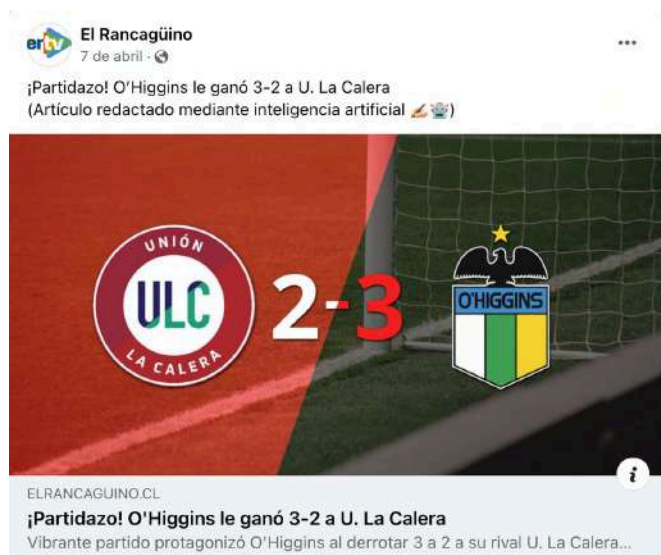 ertv
El Rancagüino
7 de abril ·
¡Partidazo! O'Higgins le ganó 3-2 a U. La Calera
(Artículo redactado mediante inteligencia artificial ✍🏻🤖)
UNIÓN
ULC
LA CALERA
2-3
O'HIGGINS
i
ELRANCAGUINO.CL
¡Partidazo! O'Higgins le ganó 3-2 a U. La Calera
Vibrante partido protagonizó O'Higgins al derrotar 3 a 2 a su rival U. La Calera...